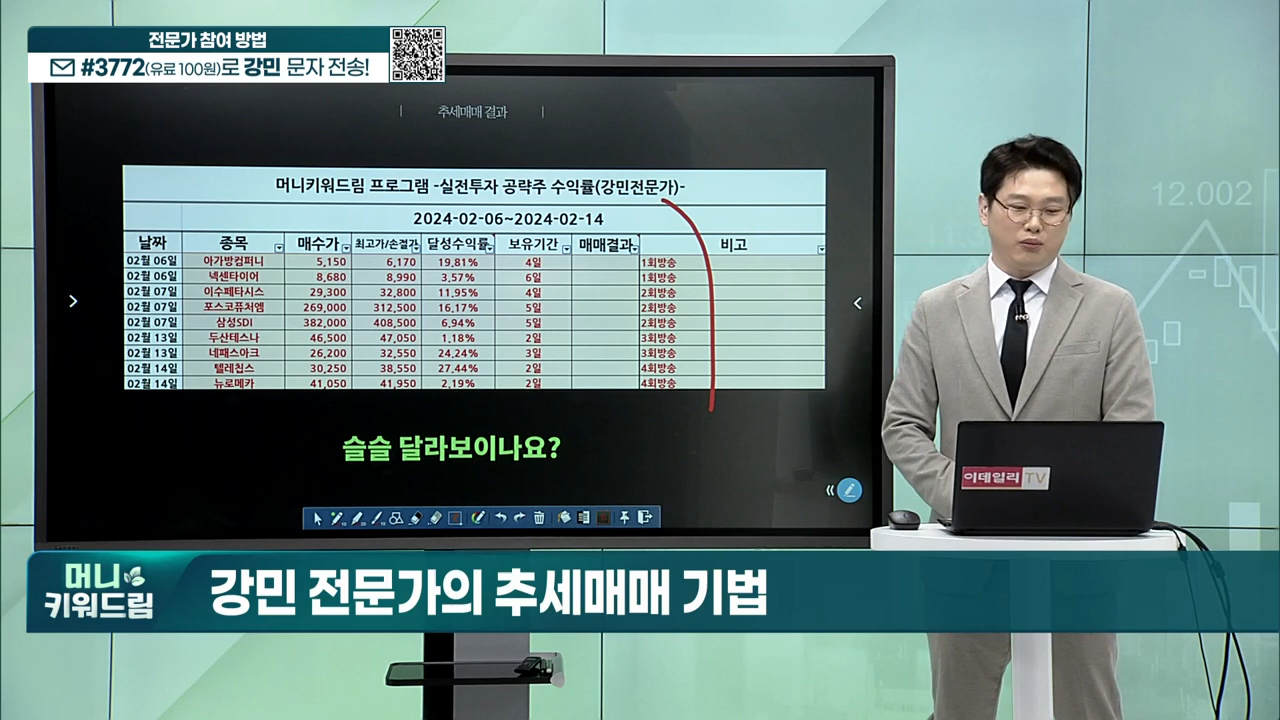 전문가 참여 방법
#3772(유료 100원)로 강민 문자 전송!
추세매매 결과
머니키워드림 프로그램 -실전투자 공략주 수익률(강민전문가)-
2024-02-06~2024-02-14
날짜 종목 매수가 최고가/손절가 달성수익률 보유기간 매매결과 비고
02월 06일 아가방컴퍼니 5,150 6,170 19,81% 4일 1회방송
02월 06일 넥센타이어 8,680 8,990 3.57% 6일 1회방송
02월 07일 이수페타시스 29,300 32,800 11,95% 4일 2회방송
02월 07일 포스코퓨처엠 269,000 312,500 16,17% 5일 2회방송
02월 07일 삼성SDI 382,000 408,500 6,94% 5일 2회방송
02월 13일 두산테스나 46,500 47,050 1,18% 2일 3회방송
02월 13일 네패스아크 26,200 32,550 24,24% 3일 3회방송
02월 14일 텔레칩스 30,250 38,550 27,44% 2일 4회방송
02월 14일 뉴로메카 41,050 41,950 2,19% 2일 4회방송
슬슬 달라보이나요?
12.002
이데일리 TV
머니
키워드림
강민 전문가의 추세매매 기법